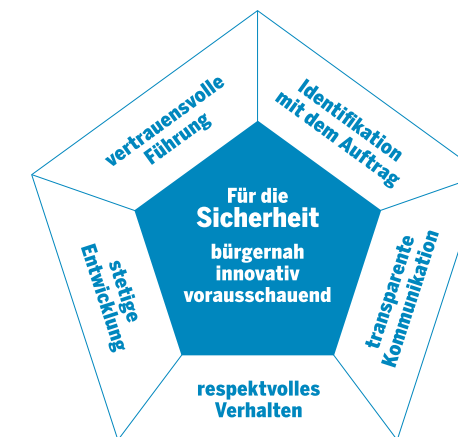 vertrauensvolle
Führung
Identifikation
mit dem Auftrag
Für die
Sicherheit
bürgernah
innovativ
vorausschauend
stetige
Entwicklung
transparente
Kommunikation
respektvolles
Verhalten